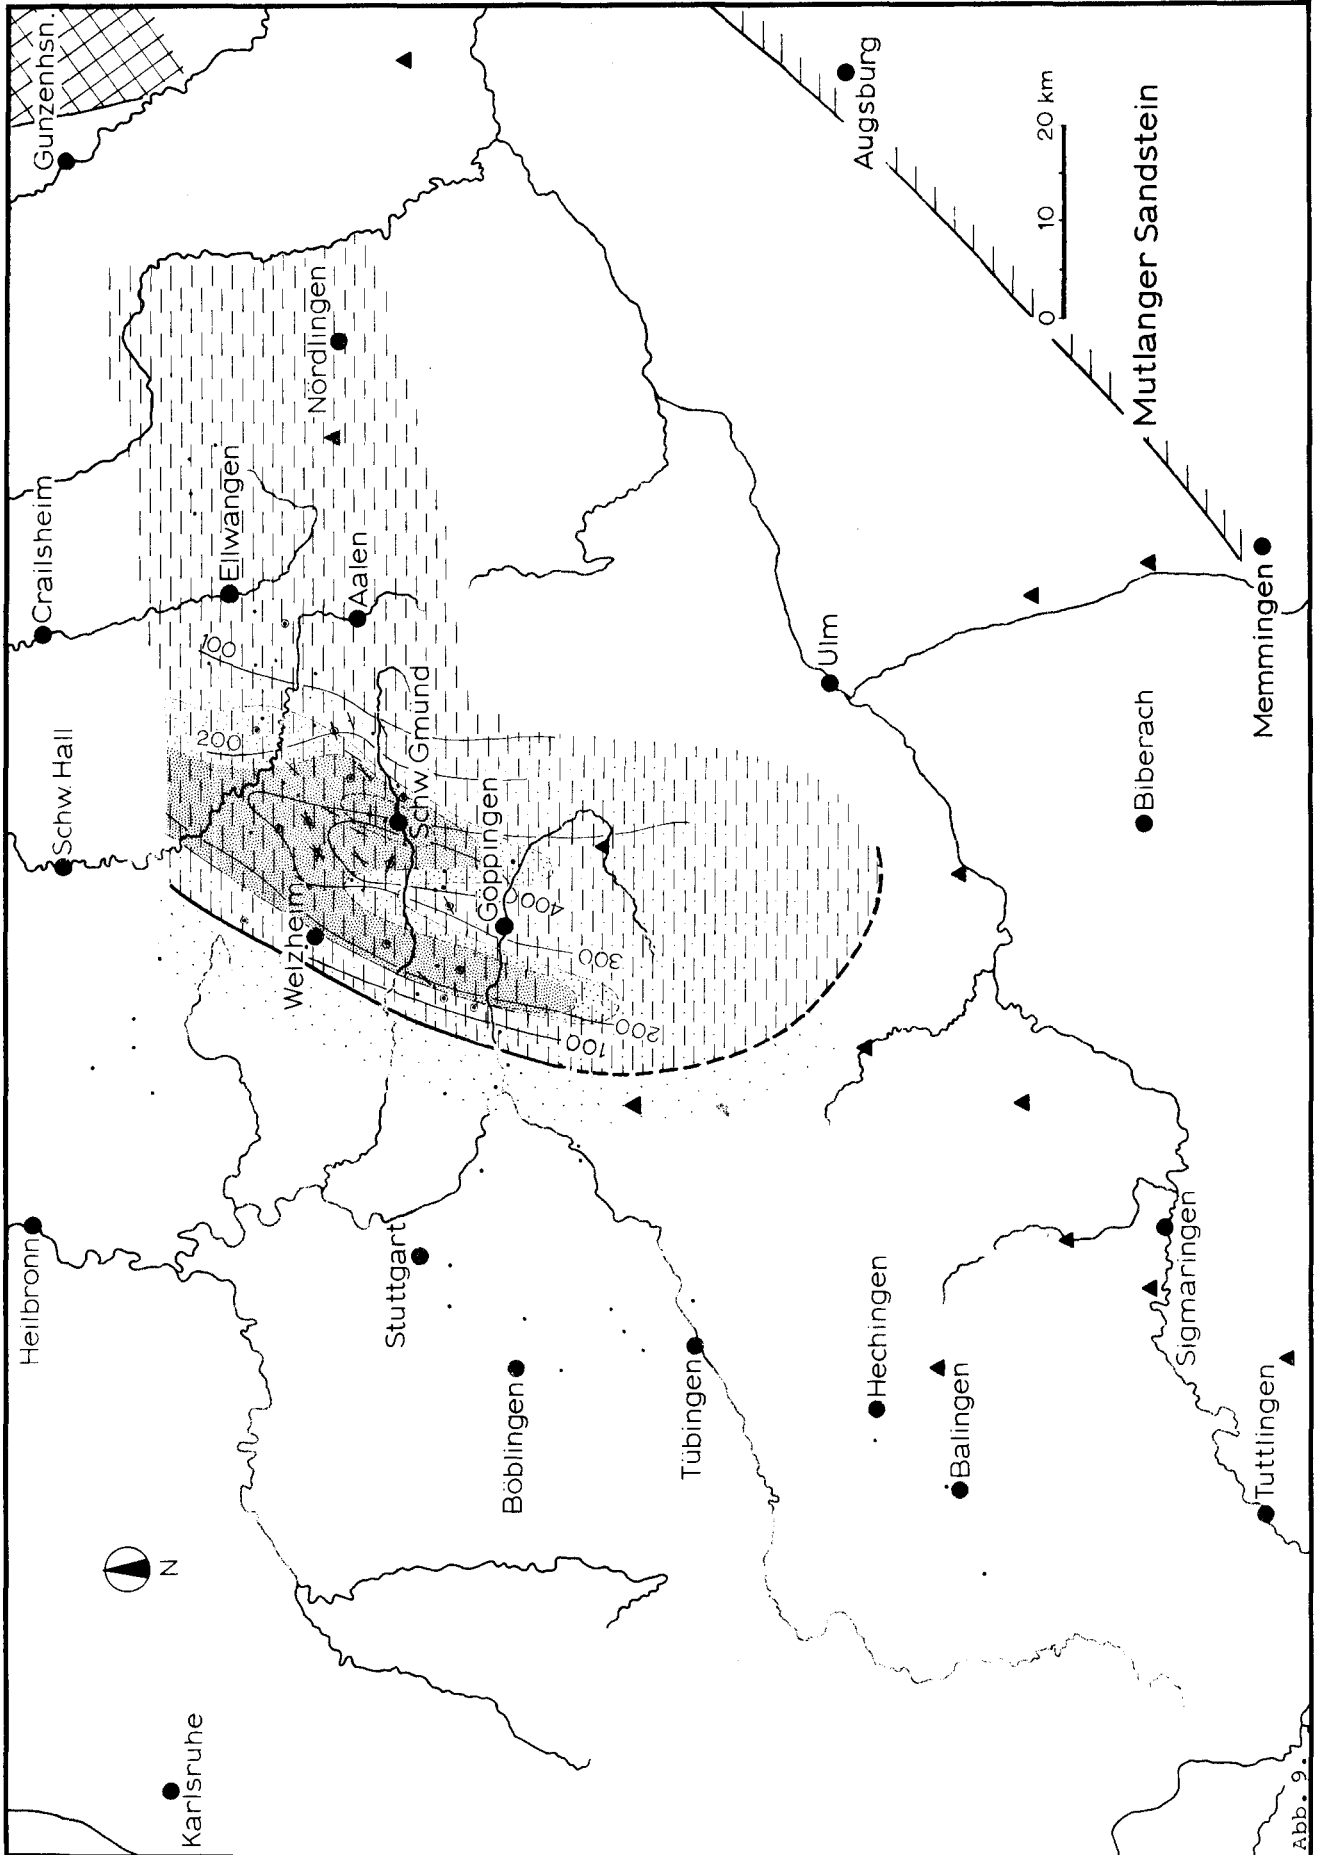 Gunzenhsn.
Augsburg
Nördlingen
Crailsheim
Ellwangen
Aalen
Schw. Hall
Schw Gmünd
Göppingen
Welzheim
Ulm
Biberach
Memmingen
Heilbronn
Stuttgart
Böblingen
Tübingen
Hechingen
Balingen
Sigmaringen
Tuttlingen
Karlsruhe
N
100
200
400
300
200
100
0 10 20 km
Mutlanger Sandstein
Abb. 9.